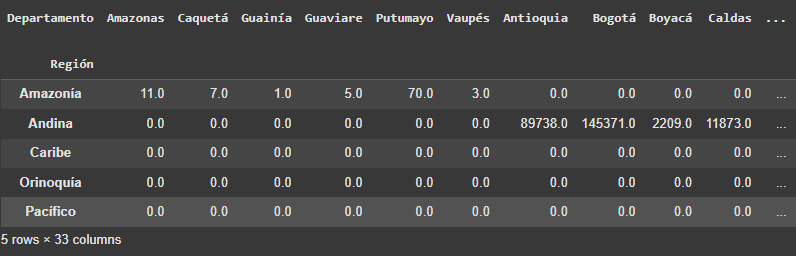 Departamento Amazonas Caquetá Guainía Guaviare Putumayo Vaupés Antioquia Bogotá Boyacá Caldas ...
Región
Amazonía 11.0 7.0 1.0 5.0 70.0 3.0 0.0 0.0 0.0 0.0 ...
Andina 0.0 0.0 0.0 0.0 0.0 0.0 89738.0 145371.0 2209.0 11873.0 ...
Caribe 0.0 0.0 0.0 0.0 0.0 0.0 0.0 0.0 0.0 0.0 ...
Orinoquía 0.0 0.0 0.0 0.0 0.0 0.0 0.0 0.0 0.0 0.0 ...
Pacífico 0.0 0.0 0.0 0.0 0.0 0.0 0.0 0.0 0.0 0.0 ...
5 rows × 33 columns